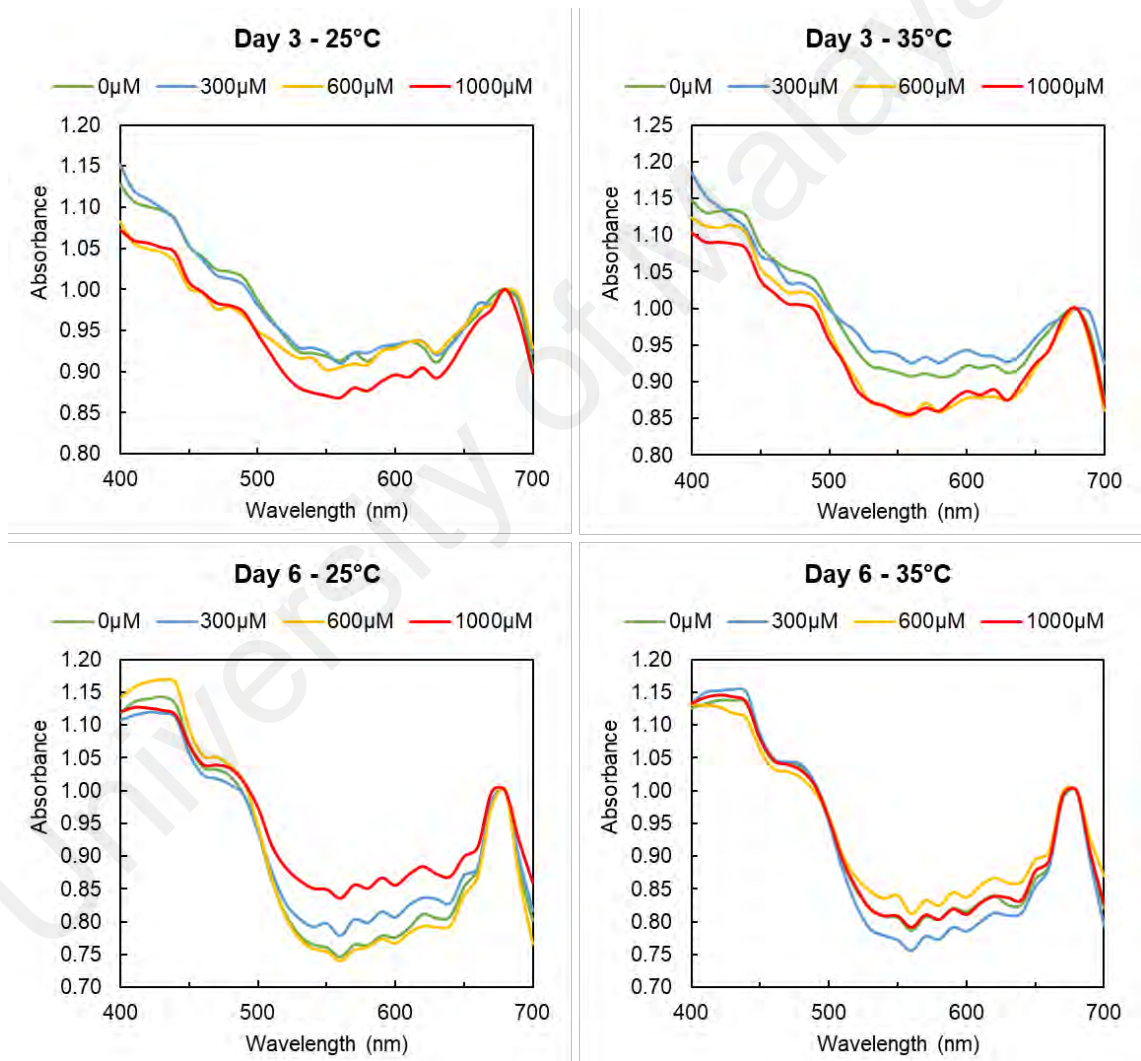 Day 3 - 25°C
0µM 300µM 600µM 1000µM
1.20
1.15
1.10
1.05
1.00
0.95
0.90
0.85
0.80
Absorbance
400 500 600 700
Wavelength (nm)
Day 3 - 35°C
0µM 300µM 600µM 1000µM
1.25
1.20
1.15
1.10
1.05
1.00
0.95
0.90
0.85
0.80
Absorbance
400 500 600 700
Wavelength (nm)
Day 6 - 25°C
0µM 300µM 600µM 1000µM
1.20
1.15
1.10
1.05
1.00
0.95
0.90
0.85
0.80
0.75
0.70
Absorbance
400 500 600 700
Wavelength (nm)
Day 6 - 35°C
0µM 300µM 600µM 1000µM
1.20
1.15
1.10
1.05
1.00
0.95
0.90
0.85
0.80
0.75
0.70
Absorbance
400 500 600 700
Wavelength (nm)
University of Malaya